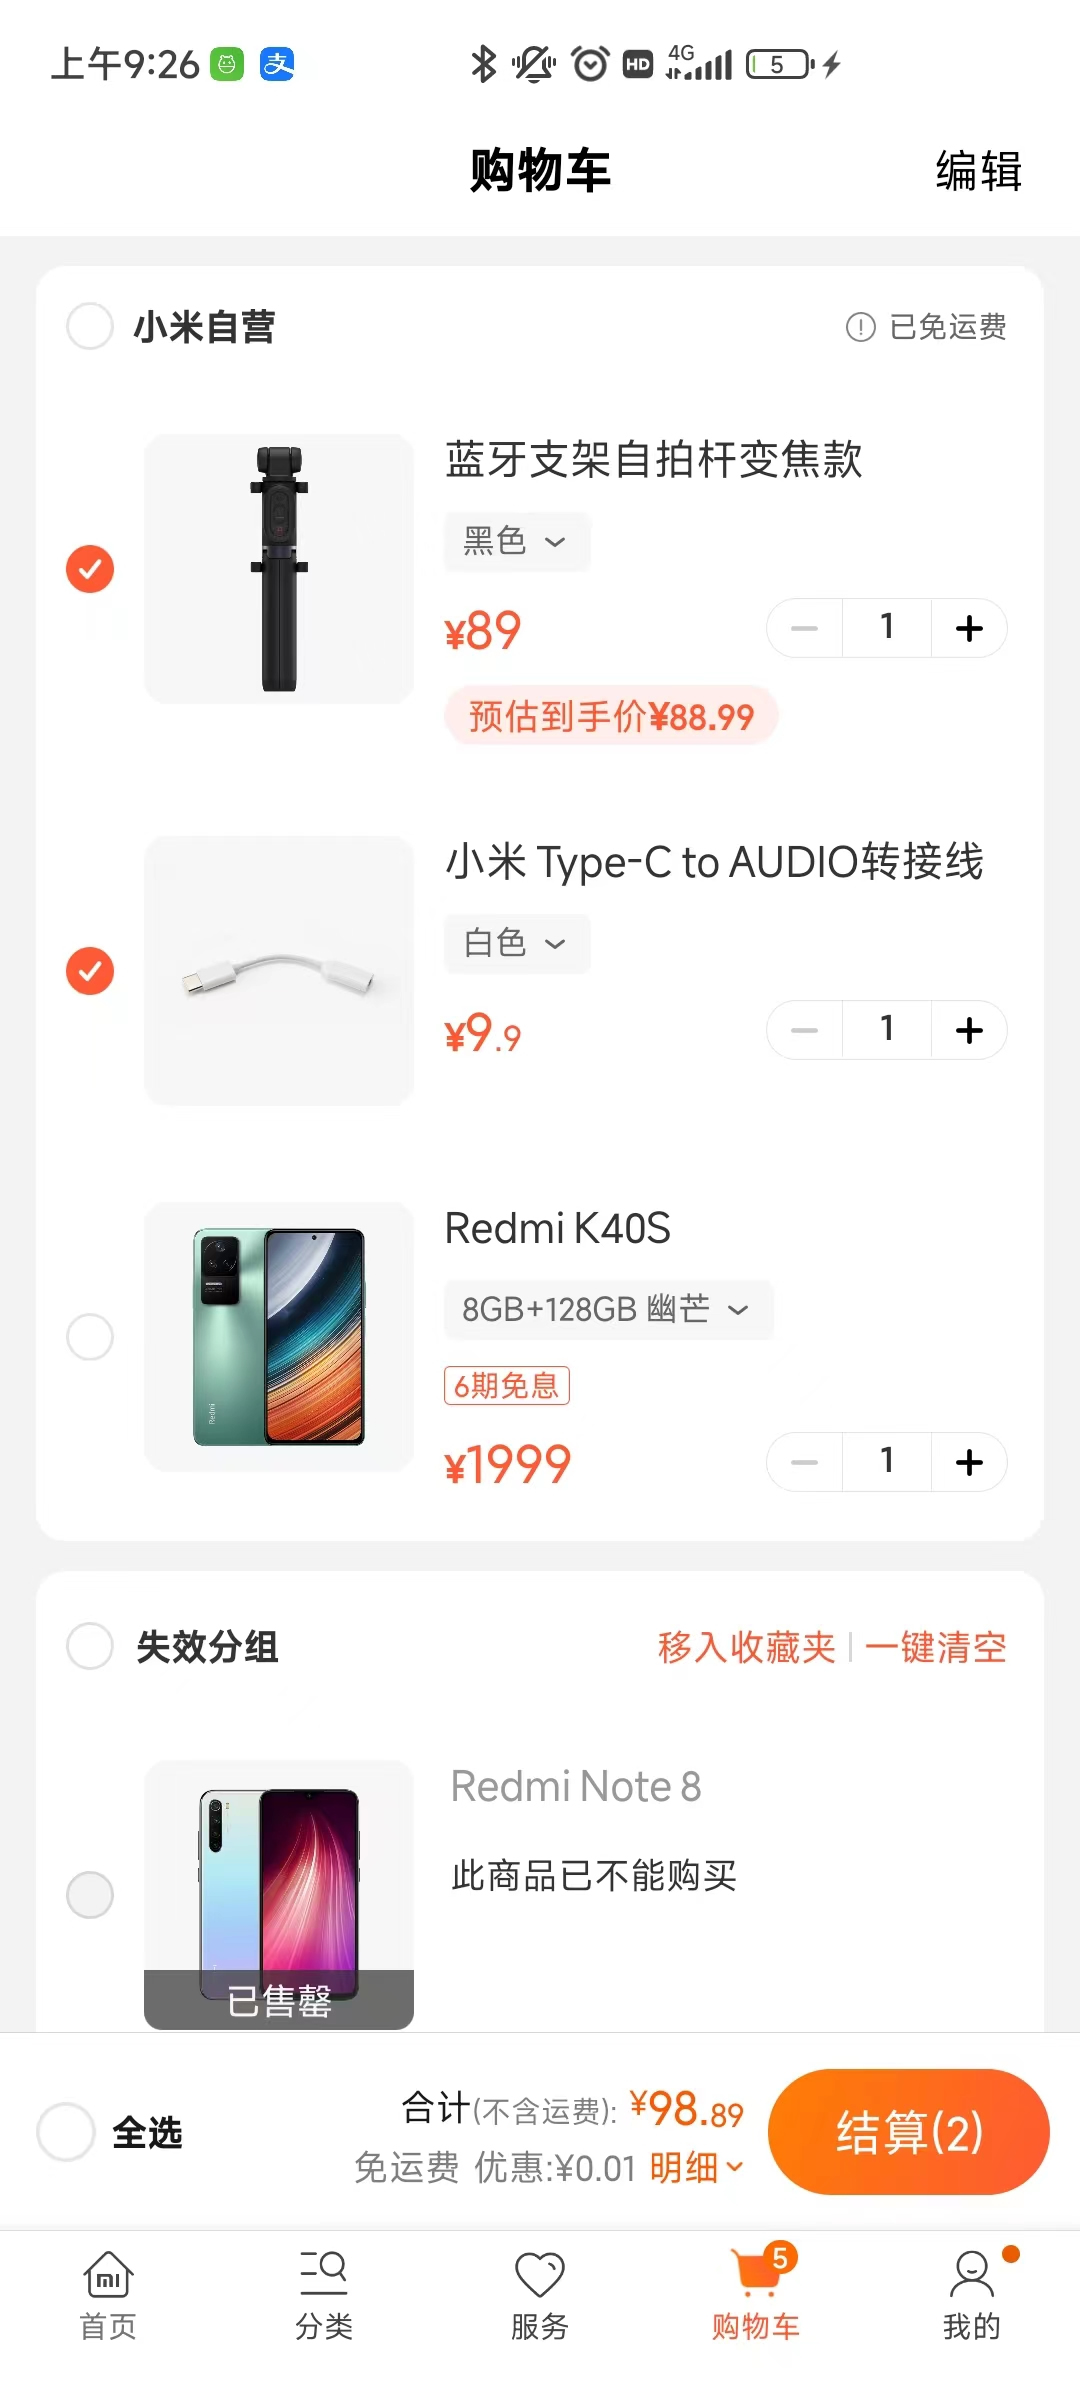 上午9:26
HD 4G 5
购物车
编辑
小米自营
已免运费
蓝牙支架自拍杆变焦款
黑色
¥89
1
预估到手价¥88.99
小米 Type-C to AUDIO转接线
白色
¥9.9
1
Redmi K40S
8GB+128GB 幽芒
6期免息
¥1999
1
失效分组
移入收藏夹
一键清空
Redmi Note 8
此商品已不能购买
已售罄
全选
合计(不含运费): ¥98.89
免运费 优惠:¥0.01 明细
结算(2)
首页
分类
服务
5
购物车
我的